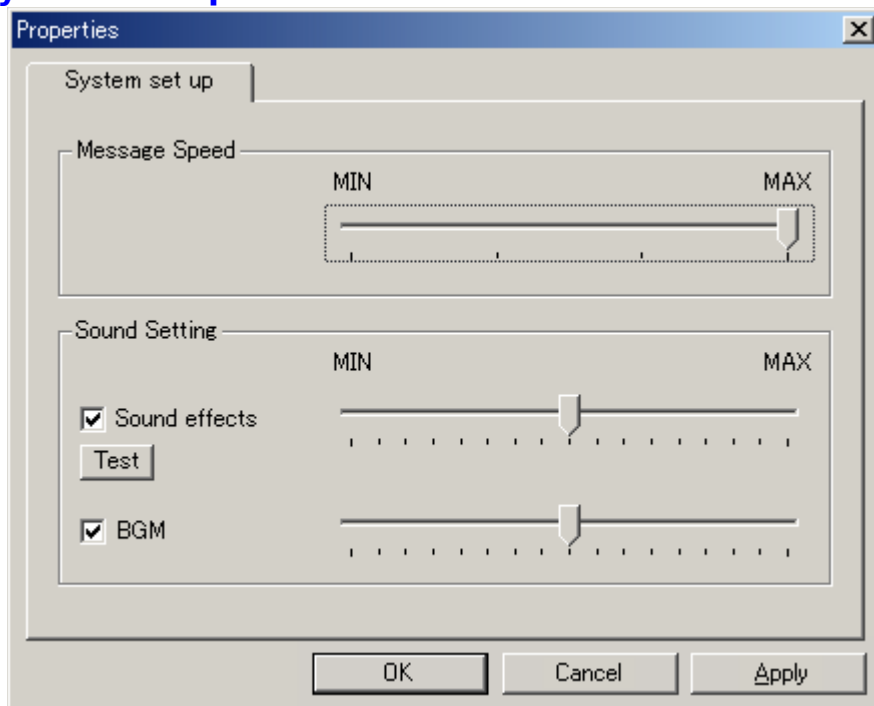 Properties
System set up
Message Speed
MIN MAX
Sound Setting
MIN MAX
Sound effects
Test
BGM
OK Cancel Apply